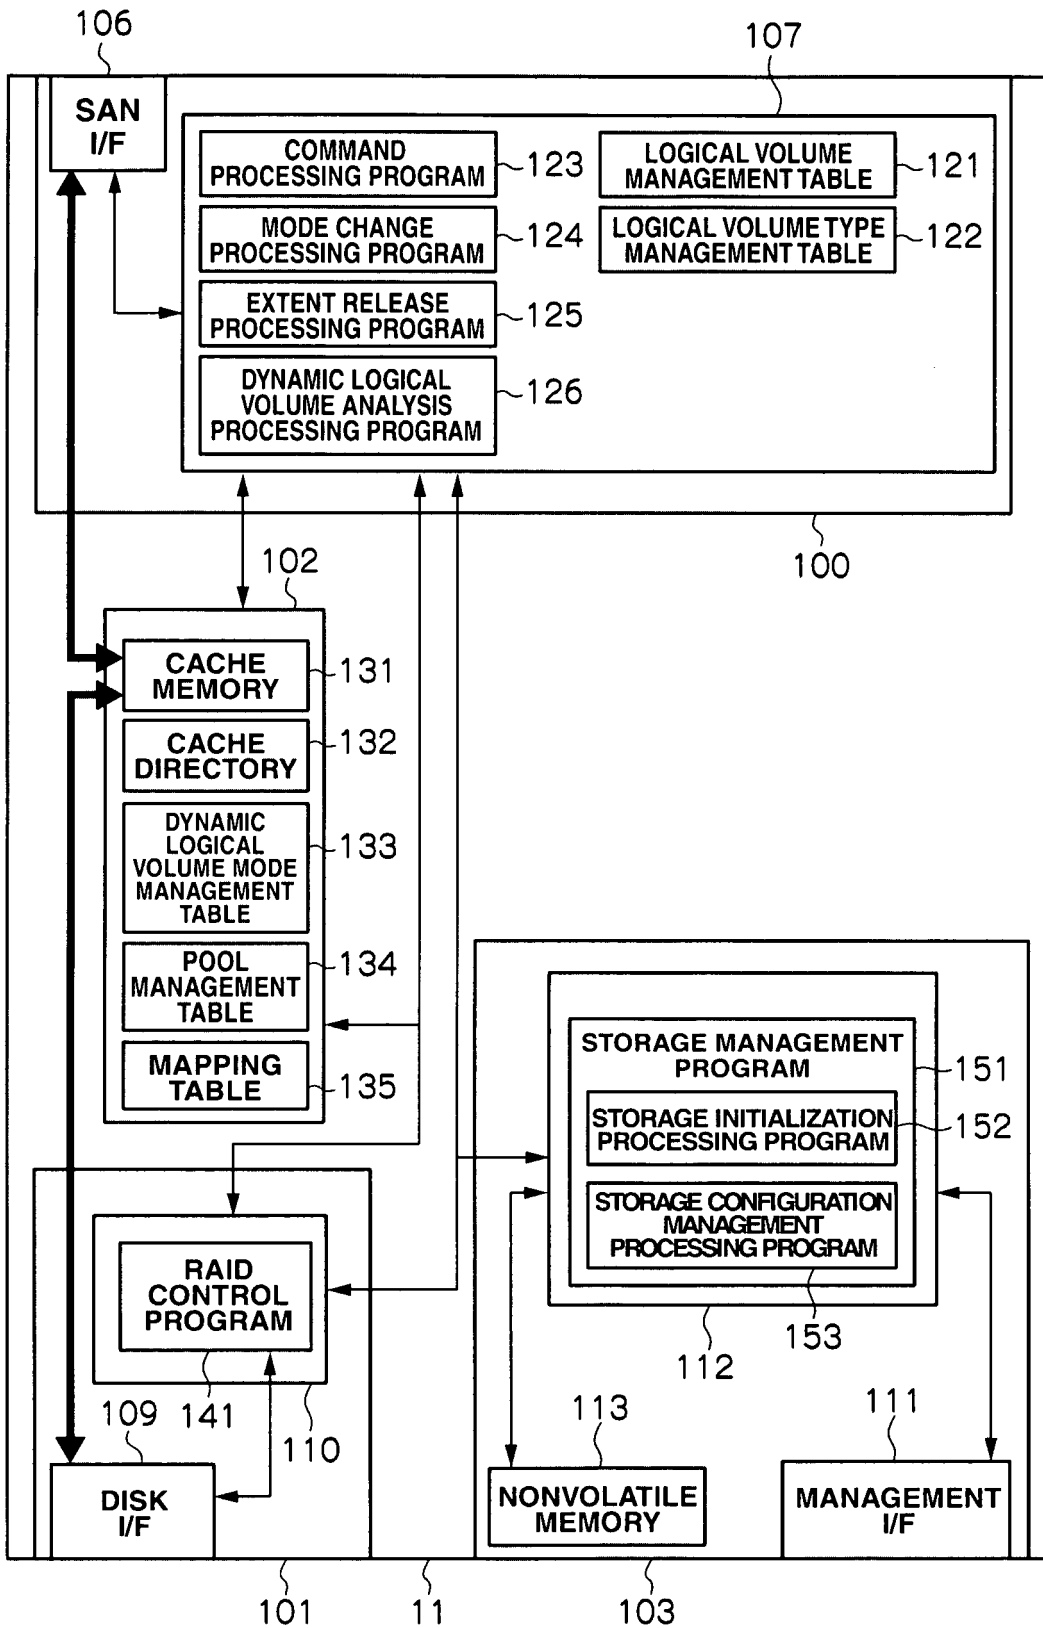 106
107
SAN
I/F
COMMAND
PROCESSING PROGRAM
123
LOGICAL VOLUME
MANAGEMENT TABLE
121
MODE CHANGE
PROCESSING PROGRAM
124
LOGICAL VOLUME TYPE
MANAGEMENT TABLE
122
EXTENT RELEASE
PROCESSING PROGRAM
125
DYNAMIC LOGICAL
VOLUME ANALYSIS
PROCESSING PROGRAM
126
100
102
CACHE
MEMORY
131
CACHE
DIRECTORY
132
DYNAMIC
LOGICAL
VOLUME MODE
MANAGEMENT
TABLE
133
POOL
MANAGEMENT
TABLE
134
MAPPING
TABLE
135
STORAGE MANAGEMENT
PROGRAM
151
STORAGE INITIALIZATION
PROCESSING PROGRAM
152
STORAGE CONFIGURATION
MANAGEMENT
PROCESSING PROGRAM
153
112
RAID
CONTROL
PROGRAM
141
110
109
DISK
I/F
113
NONVOLATILE
MEMORY
111
MANAGEMENT
I/F
101
11
103